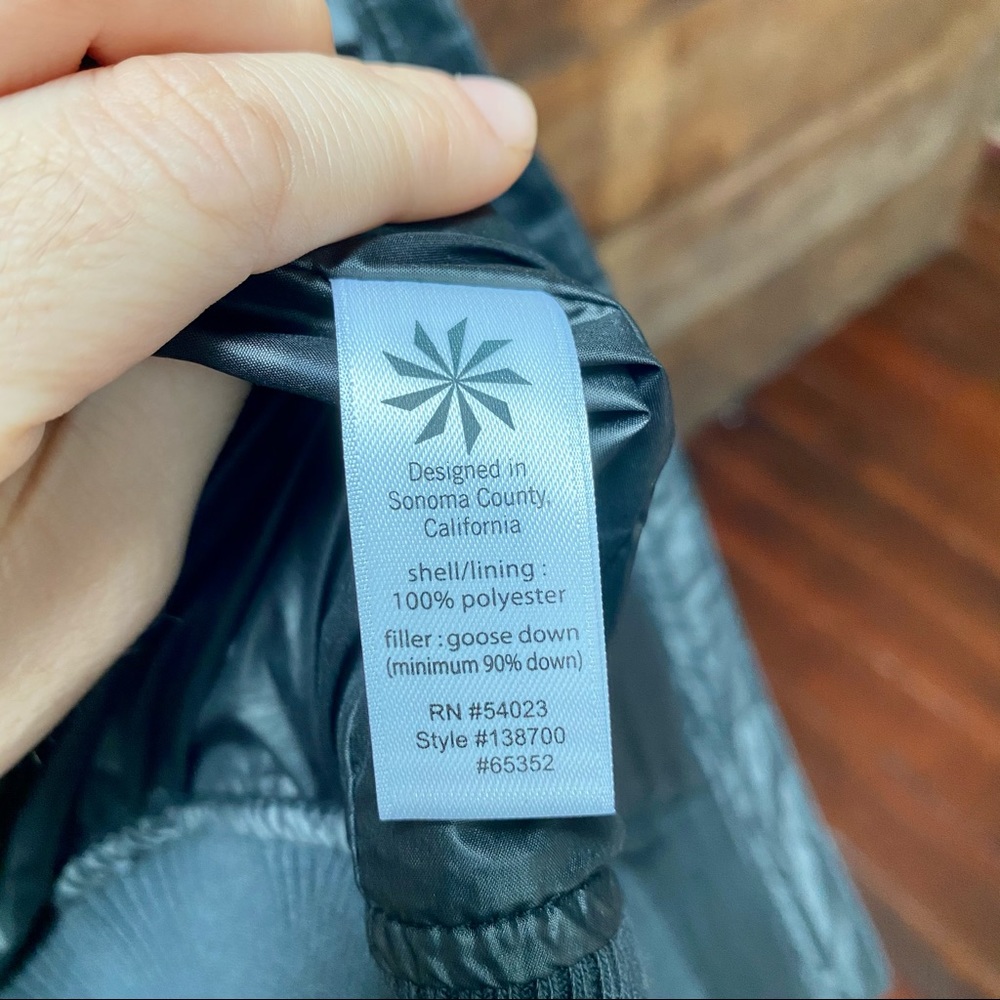 Designed in
Sonoma County,
California
shell/lining :
100% polyester
filler : goose down
(minimum 90% down)
RN #54023
Style #138700
#65352